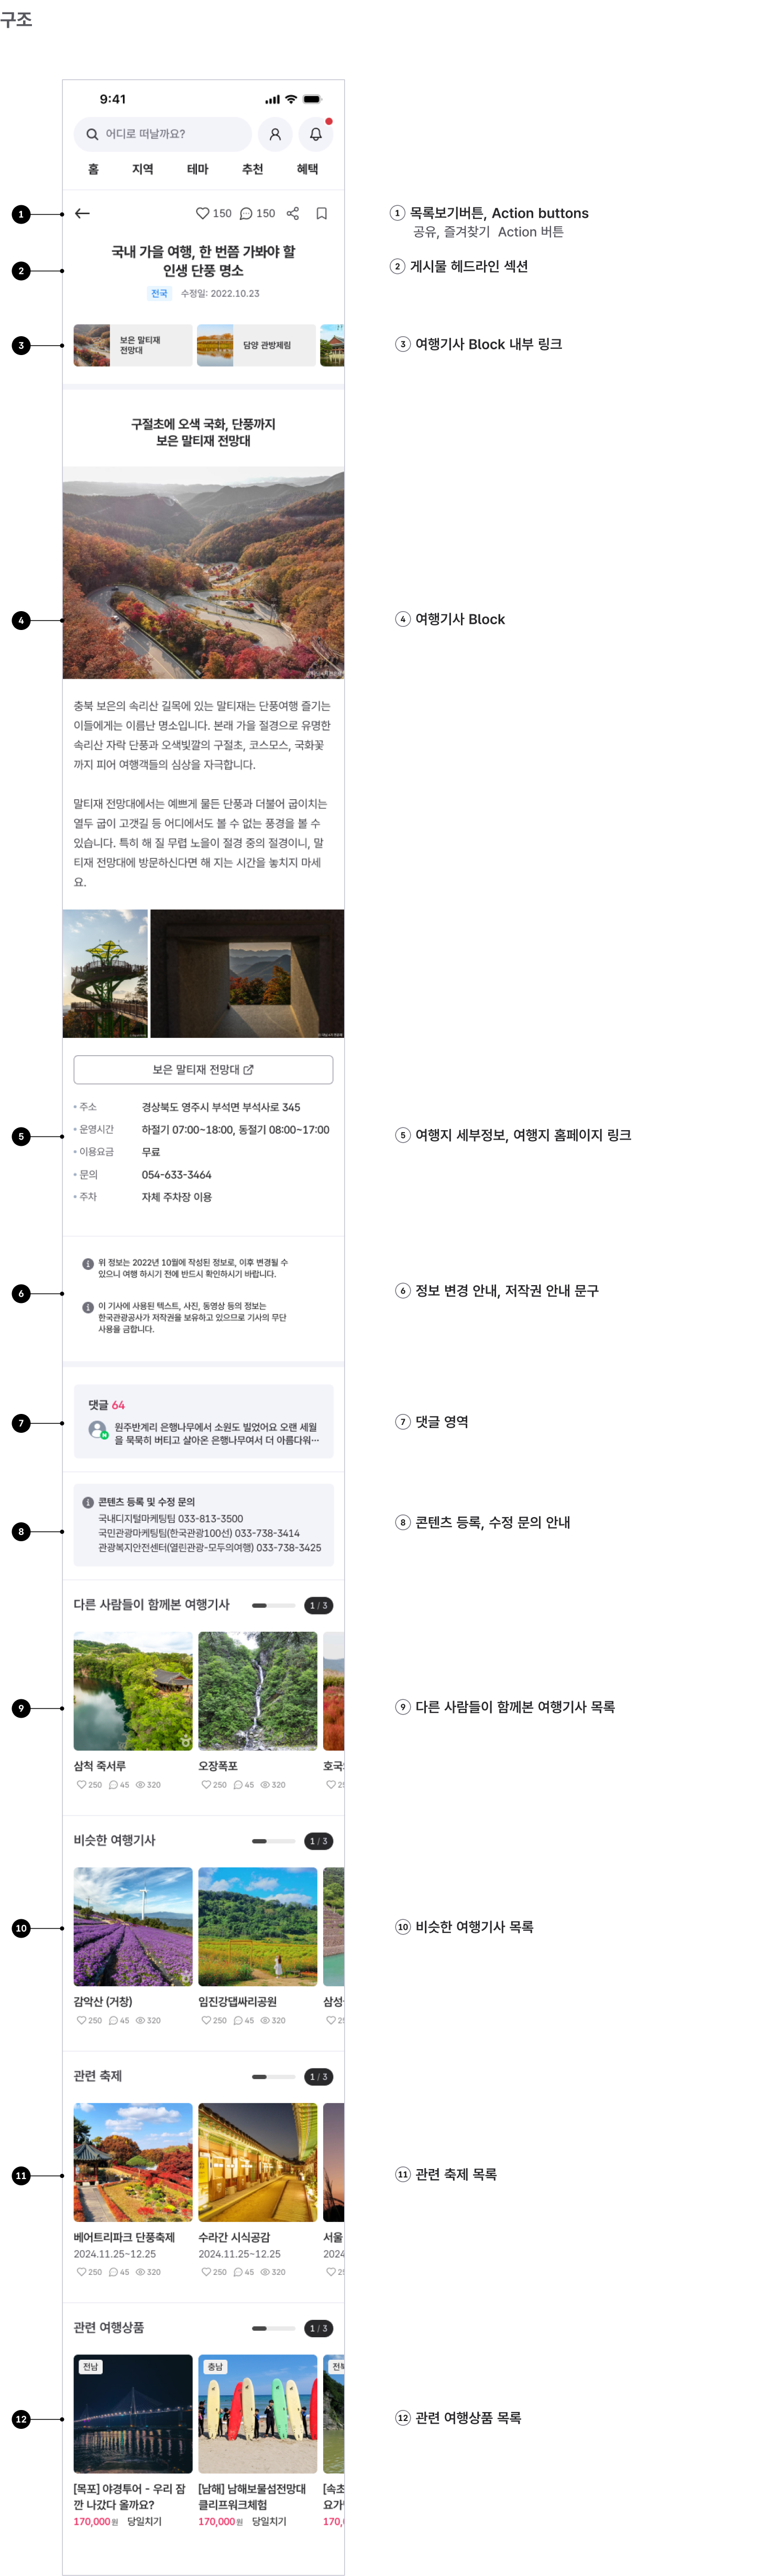 구조
9:41
어디로 떠날까요?
홈 지역 테마 추천 혜택
1
150 150
① 목록보기버튼, Action buttons
공유, 즐겨찾기 Action 버튼
2
국내 가을 여행, 한 번쯤 가봐야 할
인생 단풍 명소
전국 수정일: 2022.10.23
② 게시물 헤드라인 섹션
3
보은 말티재
전망대
담양 관방제림
③ 여행기사 Block 내부 링크
구절초에 오색 국화, 단풍까지
보은 말티재 전망대
4
④ 여행기사 Block
충북 보은의 속리산 길목에 있는 말티재는 단풍여행 즐기는
이들에게는 이름난 명소입니다. 본래 가을 절경으로 유명한
속리산 자락 단풍과 오색빛깔의 구절초, 코스모스, 국화꽃
까지 피어 여행객들의 심상을 자극합니다.
말티재 전망대에서는 예쁘게 물든 단풍과 더불어 굽이치는
열두 굽이 고갯길 등 어디에서도 볼 수 없는 풍경을 볼 수
있습니다. 특히 해 질 무렵 노을이 절경 중의 절경이니, 말
티재 전망대에 방문하신다면 해 지는 시간을 놓치지 마세
요.
보은 말티재 전망대
5
주소 경상북도 영주시 부석면 부석사로 345
운영시간 하절기 07:00~18:00, 동절기 08:00~17:00
이용요금 무료
문의 054-633-3464
주차 자체 주차장 이용
⑤ 여행지 세부정보, 여행지 홈페이지 링크
6
위 정보는 2022년 10월에 작성된 정보로, 이후 변경될 수
있으니 여행 하시기 전에 반드시 확인하시기 바랍니다.
이 기사에 사용된 텍스트, 사진, 동영상 등의 정보는
한국관광공사가 저작권을 보유하고 있으므로 기사의 무단
사용을 금합니다.
⑥ 정보 변경 안내, 저작권 안내 문구
7
댓글 64
원주반계리 은행나무에서 소원도 빌었어요 오랜 세월
을 묵묵히 버티고 살아온 은행나무여서 더 아름다워···
⑦ 댓글 영역
8
콘텐츠 등록 및 수정 문의
국내디지털마케팅팀 033-813-3500
국민관광마케팅팀(한국관광100선) 033-738-3414
관광복지안전센터(열린관광-모두의여행) 033-738-3425
⑧ 콘텐츠 등록, 수정 문의 안내
다른 사람들이 함께본 여행기사 1 / 3
9
⑨ 다른 사람들이 함께본 여행기사 목록
삼척 죽서루 오장폭포 호국
250 45 320 250 45 320
비슷한 여행기사 1 / 3
10
⑩ 비슷한 여행기사 목록
감악산 (거창) 임진강댑싸리공원 삼성
250 45 320 250 45 320
관련 축제 1 / 3
11
⑪ 관련 축제 목록
베어트리파크 단풍축제 수라간 시식공감 서울
2024.11.25~12.25 2024.11.25~12.25 2024
250 45 320 250 45 320
관련 여행상품 1 / 3
전남 충남 전북
12
⑫ 관련 여행상품 목록
[목포] 야경투어 - 우리 잠 [남해] 남해보물섬전망대 [속초
깐 나갔다 올까요? 클리프워크체험 요가
170,000원 당일치기 170,000원 당일치기 170,